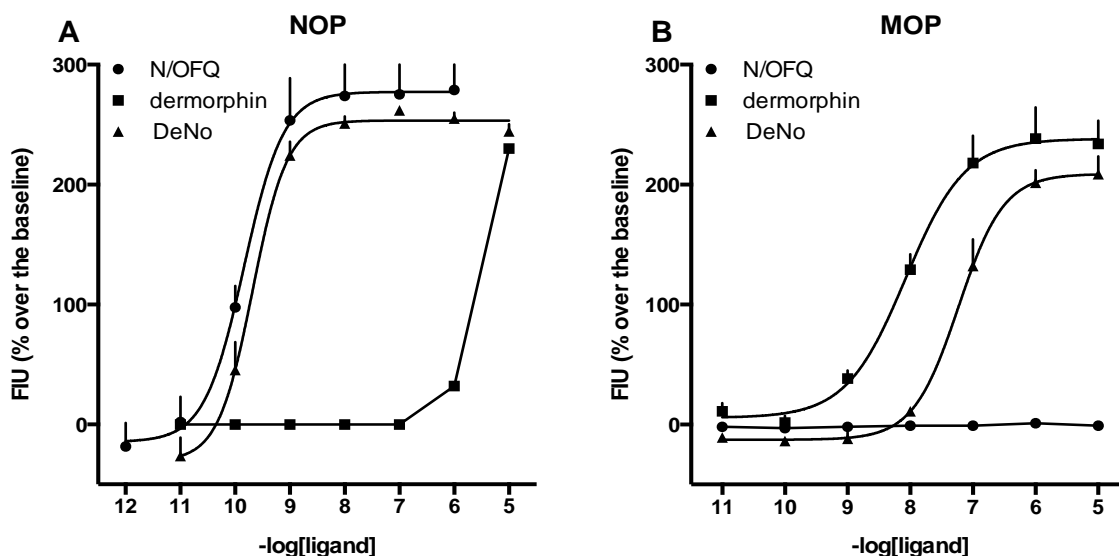 A
NOP
N/OFQ
dermorphin
DeNo
FIU (% over the baseline)
300
200
100
0
12 11 10 9 8 7 6 5
-log[ligand]
B
MOP
N/OFQ
dermorphin
DeNo
FIU (% over the baseline)
300
200
100
0
11 10 9 8 7 6 5
-log[ligand]